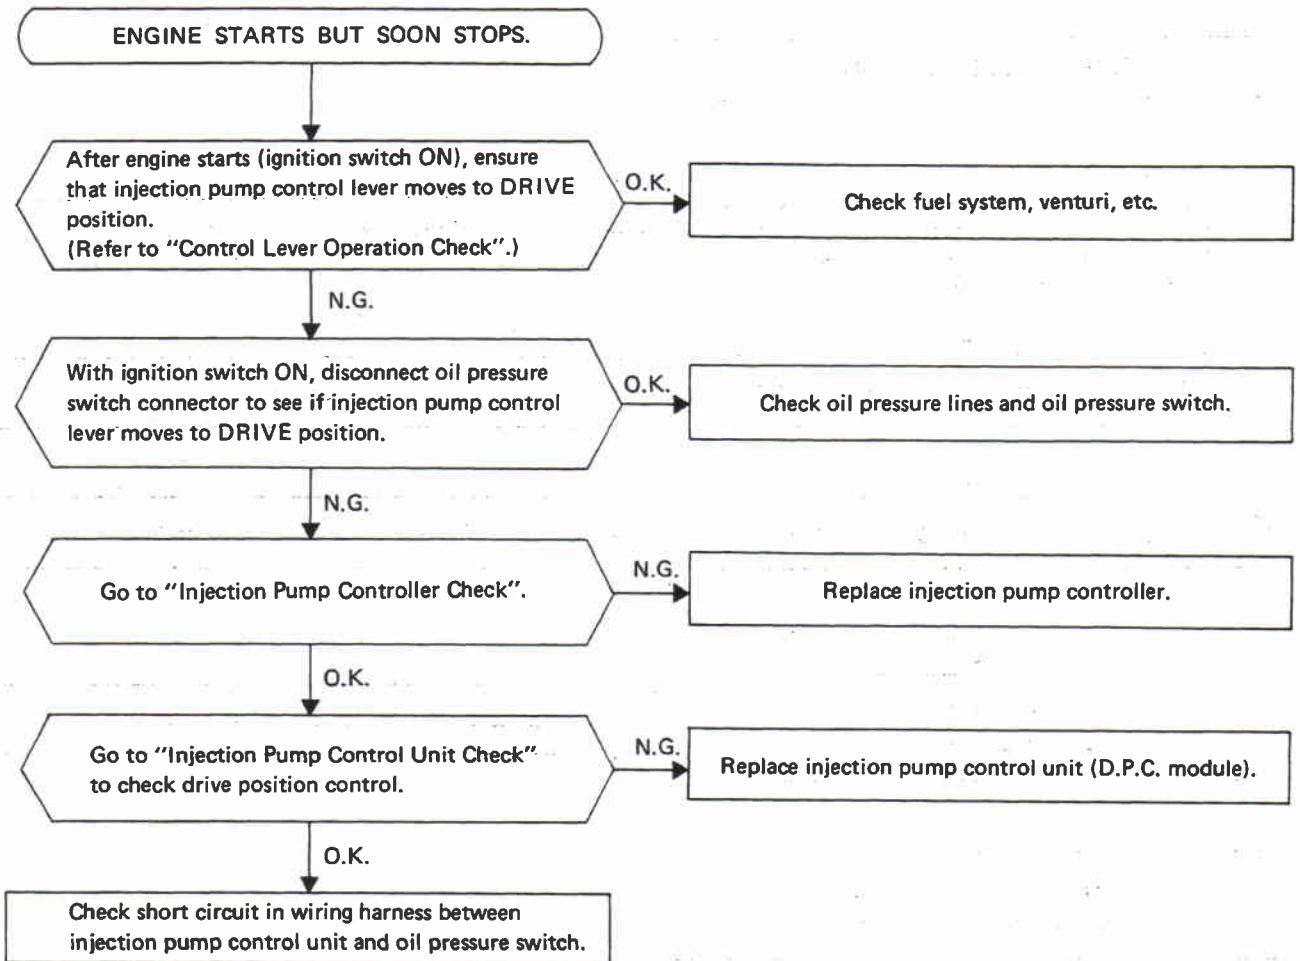 ENGINE STARTS BUT SOON STOPS.
After engine starts (ignition switch ON), ensure
that injection pump control lever moves to DRIVE
position.
(Refer to "Control Lever Operation Check".)
O.K.
Check fuel system, venturi, etc.
N.G.
With ignition switch ON, disconnect oil pressure
switch connector to see if injection pump control
lever moves to DRIVE position.
O.K.
Check oil pressure lines and oil pressure switch.
N.G.
Go to "Injection Pump Controller Check".
N.G.
Replace injection pump controller.
O.K.
Go to "Injection Pump Control Unit Check"
to check drive position control.
N.G.
Replace injection pump control unit (D.P.C. module).
O.K.
Check short circuit in wiring harness between
injection pump control unit and oil pressure switch.